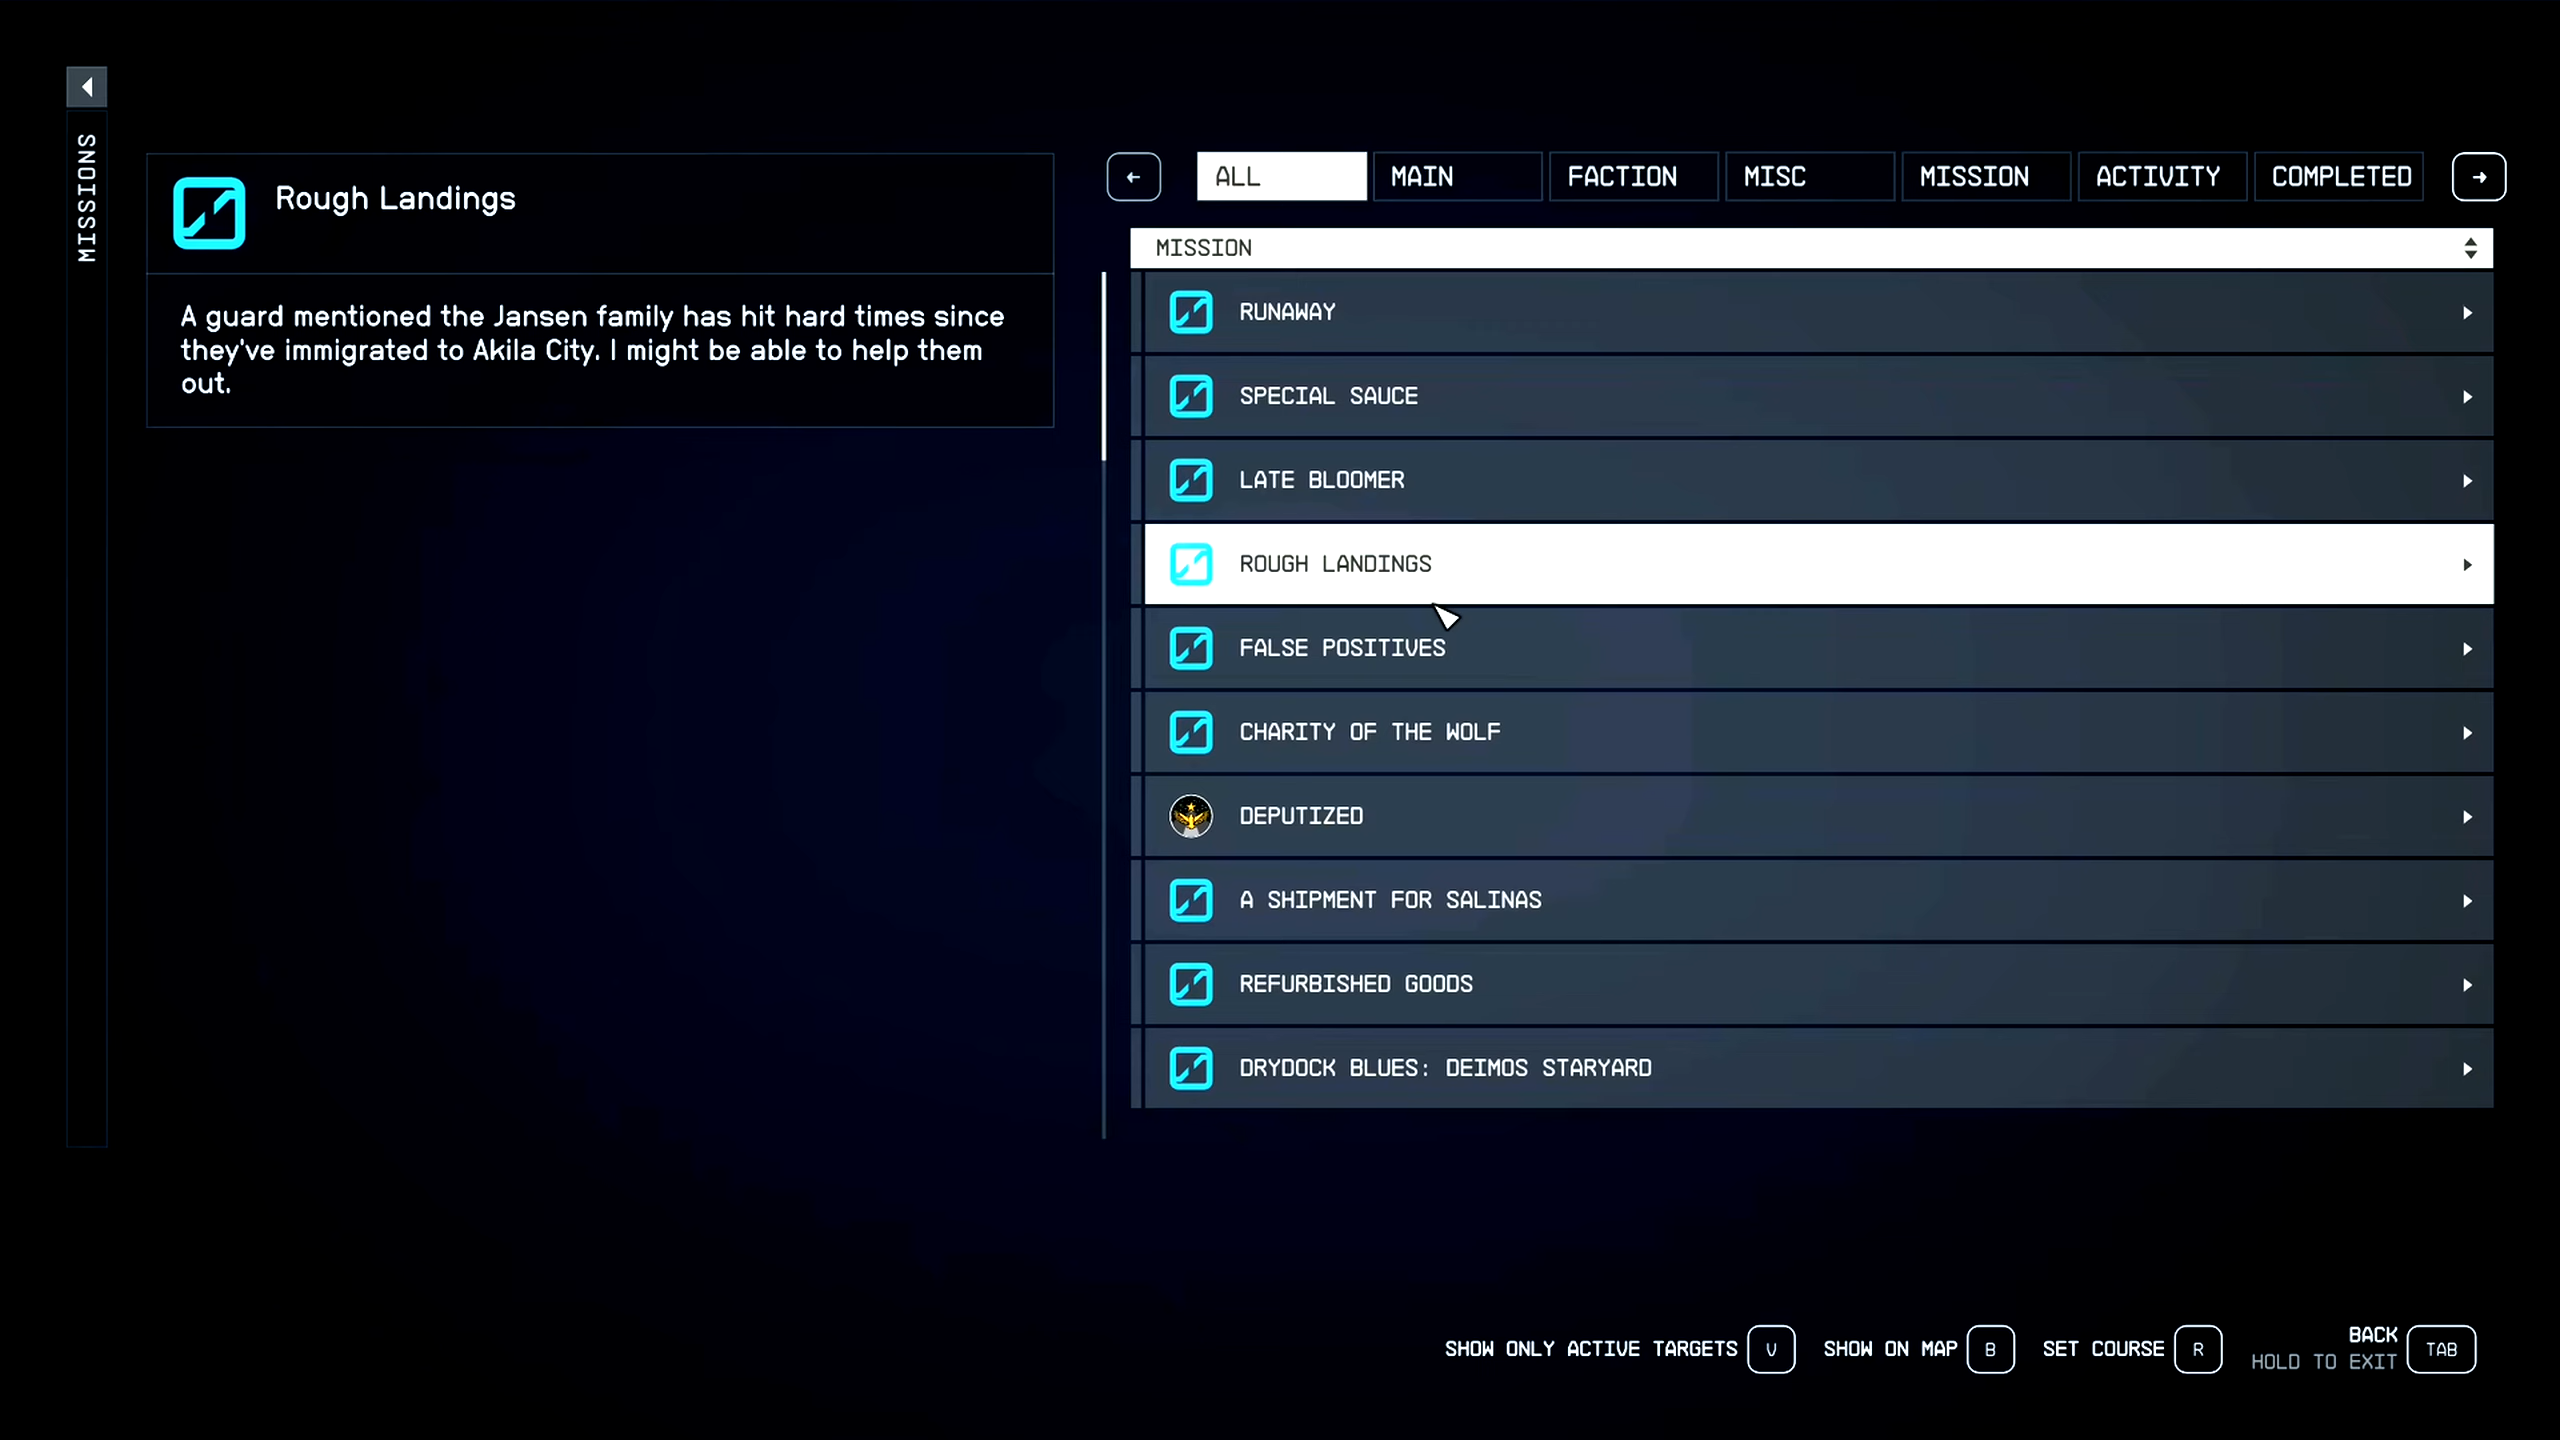 MISSIONS
Rough Landings
A guard mentioned the Jansen family has hit hard times since
they've immigrated to Akila City. I might be able to help them
out.
ALL
MAIN
FACTION
MISC
MISSION
ACTIVITY
COMPLETED
MISSION
RUNAWAY
SPECIAL SAUCE
LATE BLOOMER
ROUGH LANDINGS
FALSE POSITIVES
CHARITY OF THE WOLF
DEPUTIZED
A SHIPMENT FOR SALINAS
REFURBISHED GOODS
DRYDOCK BLUES: DEIMOS STARYARD
SHOW ONLY ACTIVE TARGETS V
SHOW ON MAP B
SET COURSE R
BACK
HOLD TO EXIT
TAB